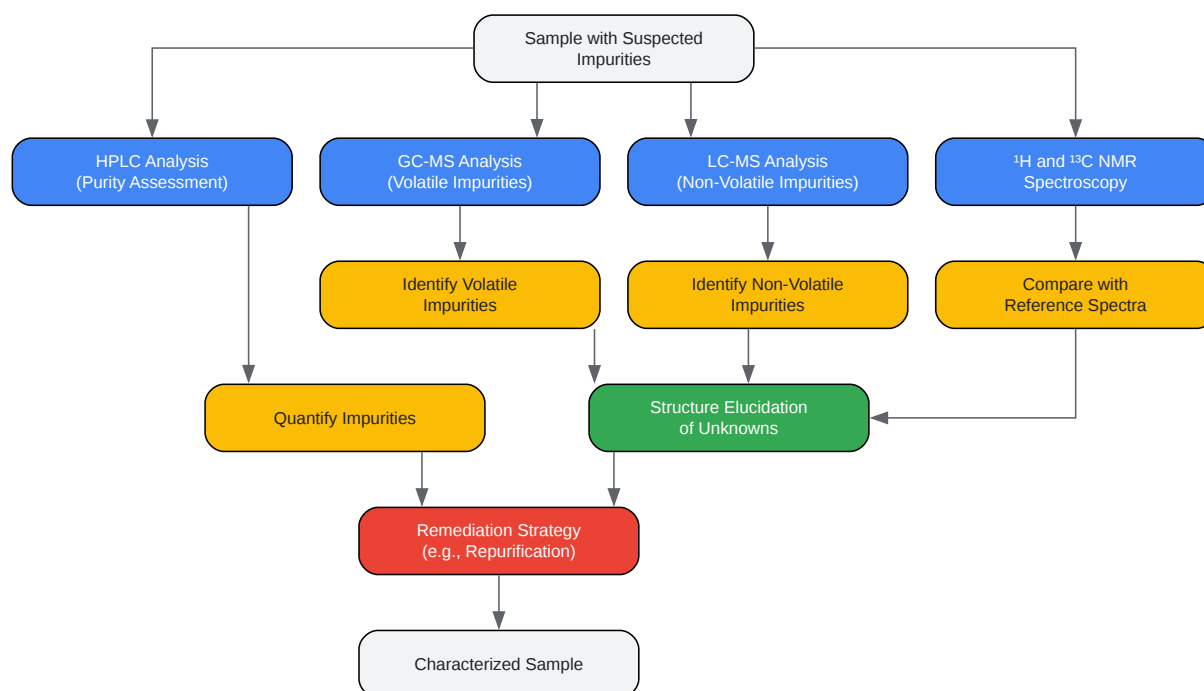 Sample with Suspected
Impurities
HPLC Analysis
(Purity Assessment)
GC-MS Analysis
(Volatile Impurities)
LC-MS Analysis
(Non-Volatile Impurities)
¹H and ¹³C NMR
Spectroscopy
Identify Volatile
Impurities
Identify Non-Volatile
Impurities
Compare with
Reference Spectra
Quantify Impurities
Structure Elucidation
of Unknowns
Remediation Strategy
(e.g., Repurification)
Characterized Sample